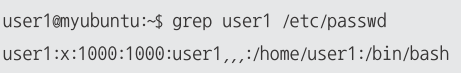 user1@myubuntu:~$ grep user1 /etc/passwd
user1:x:1000:1000:user1,,,:/home/user1:/bin/bash